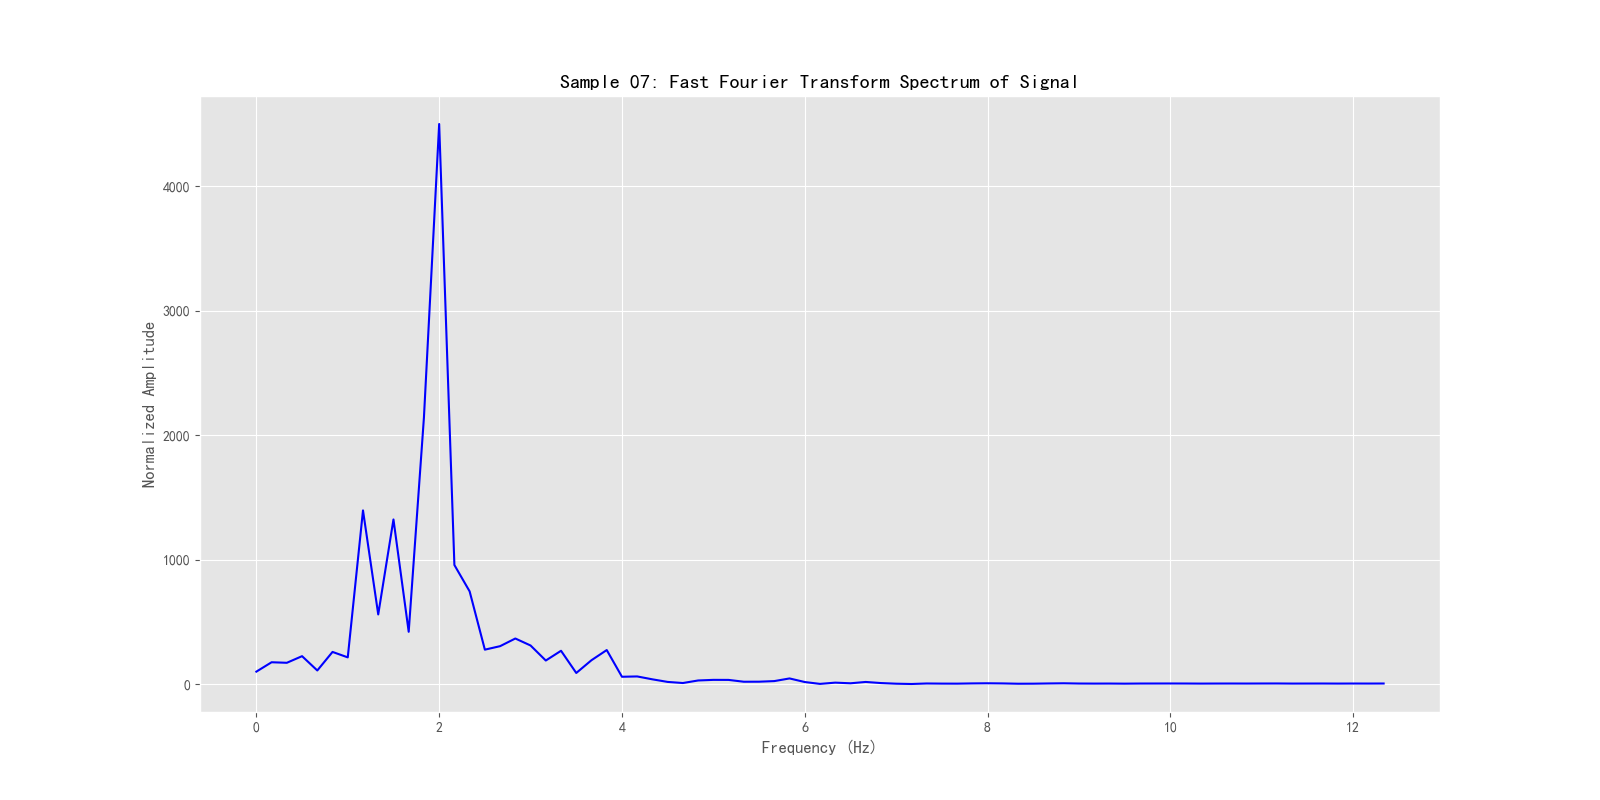 Sample 07: Fast Fourier Transform Spectrum of Signal
Normalized Amplitude
4000
3000
2000
1000
0
0 2 4 6 8 10 12
Frequency (Hz)